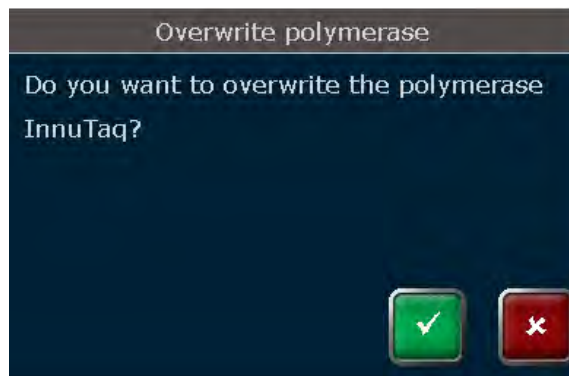 Overwrite polymerase
Do you want to overwrite the polymerase
InnuTaq?